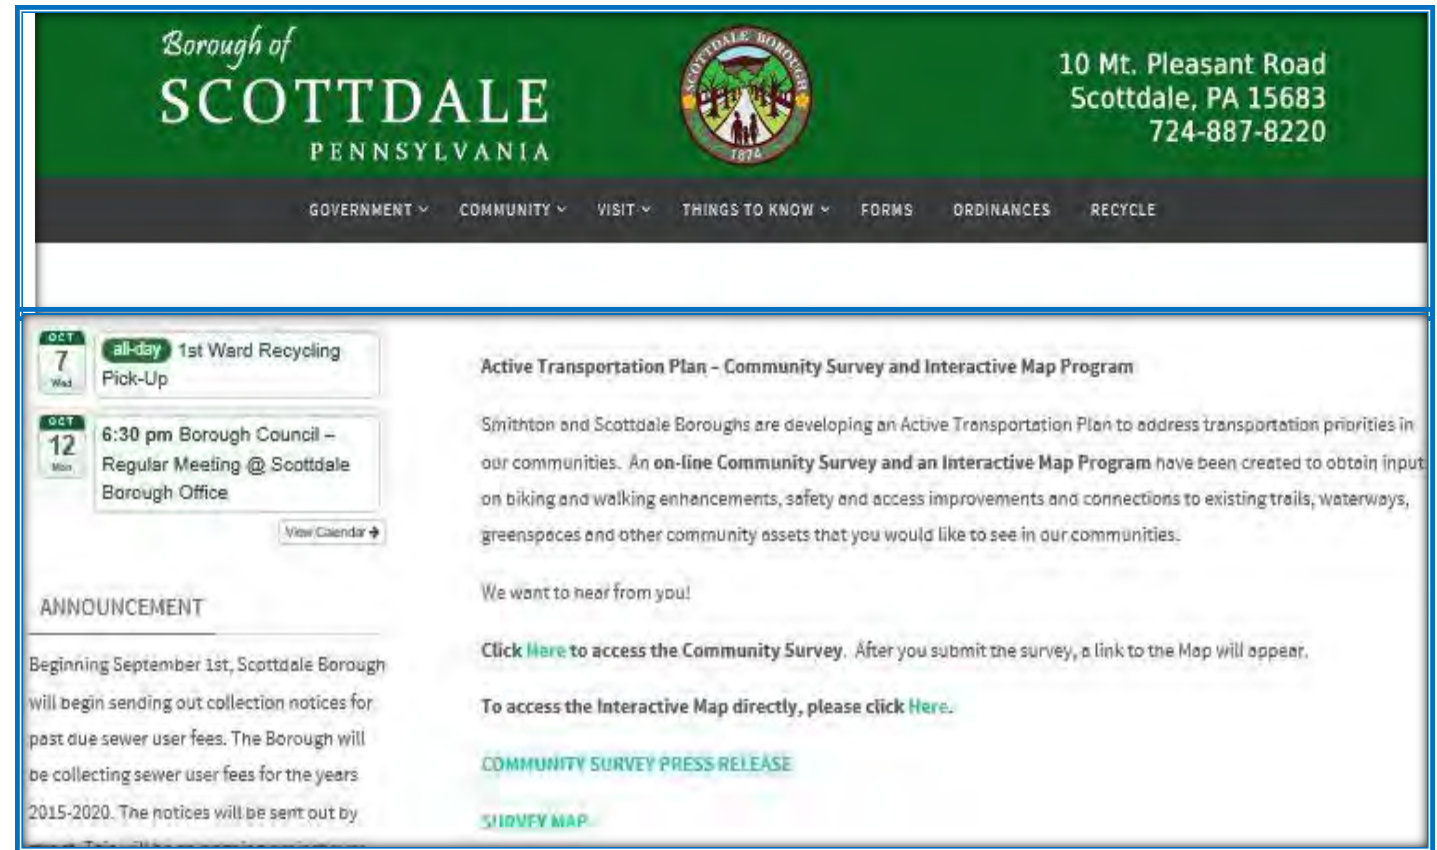 Borough of
SCOTTDALE
PENNSYLVANIA
SCOTTDALE BOROUGH
1874
10 Mt. Pleasant Road
Scottdale, PA 15683
724-887-8220
GOVERNMENT COMMUNITY VISIT THINGS TO KNOW FORMS ORDINANCES RECYCLE
OCT
7
Wed
all-day 1st Ward Recycling
Pick-Up
OCT
12
Mon
6:30 pm Borough Council –
Regular Meeting @ Scottdale
Borough Office
View Calendar
ANNOUNCEMENT
Beginning September 1st, Scottdale Borough
will begin sending out collection notices for
past due sewer user fees. The Borough will
be collecting sewer user fees for the years
2015-2020. The notices will be sent out by
Active Transportation Plan – Community Survey and Interactive Map Program
Smithton and Scottdale Boroughs are developing an Active Transportation Plan to address transportation priorities in
our communities. An on-line Community Survey and an Interactive Map Program have been created to obtain input
on biking and walking enhancements, safety and access improvements and connections to existing trails, waterways,
greenspaces and other community assets that you would like to see in our communities.
We want to hear from you!
Click Here to access the Community Survey. After you submit the survey, a link to the Map will appear.
To access the Interactive Map directly, please click Here.
COMMUNITY SURVEY PRESS RELEASE
SURVEY MAP